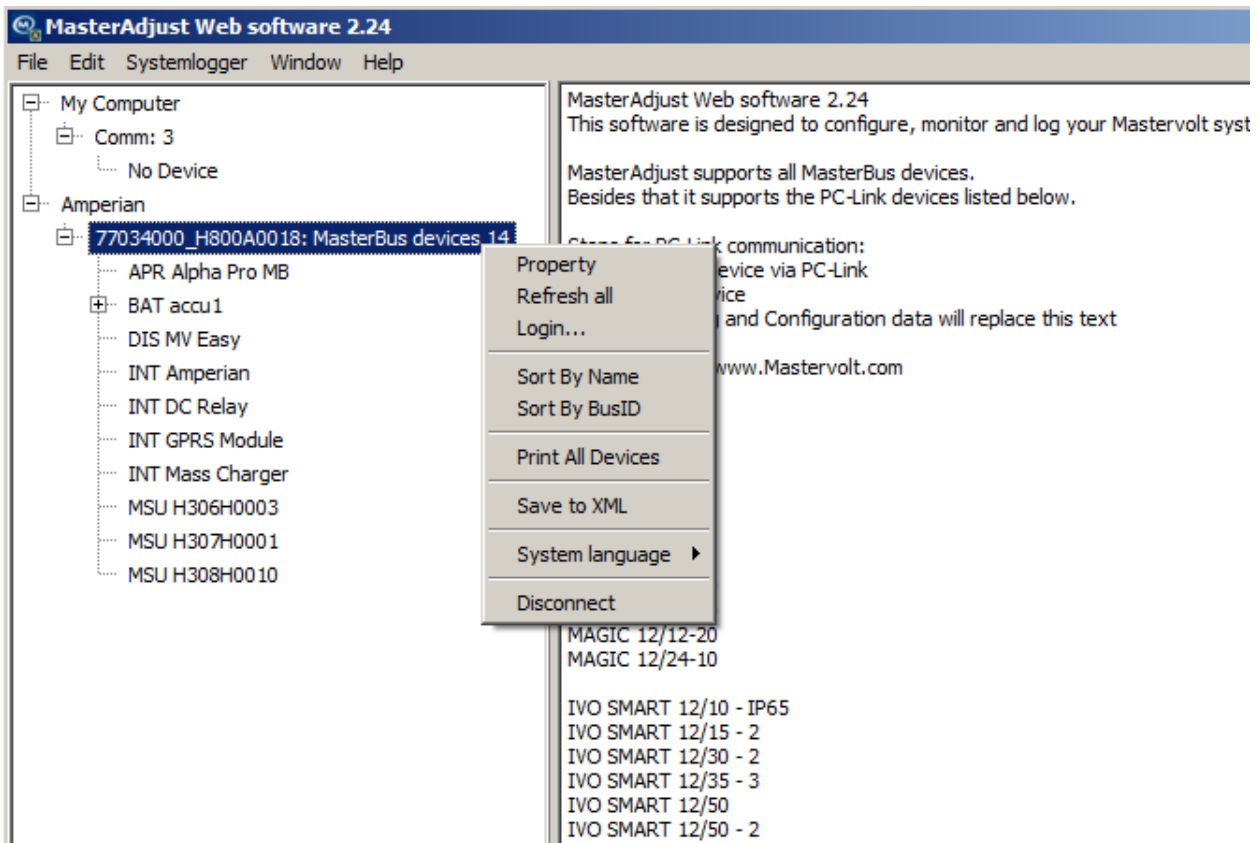 MasterAdjust Web software 2.24
File Edit Systemlogger Window Help
My Computer
Comm: 3
No Device
Amperian
77034000_H800A0018: MasterBus devices 14
APR Alpha Pro MB
BAT accu1
DIS MV Easy
INT Amperian
INT DC Relay
INT GPRS Module
INT Mass Charger
MSU H306H0003
MSU H307H0001
MSU H308H0010
Property
Refresh all
Login...
Sort By Name
Sort By BusID
Print All Devices
Save to XML
System language
Disconnect
MasterAdjust Web software 2.24
This software is designed to configure, monitor and log your Mastervolt syst
MasterAdjust supports all MasterBus devices.
Besides that it supports the PC-Link devices listed below.
communication:
evice via PC-Link
and Configuration data will replace this text
www.Mastervolt.com
MAGIC 12/12-20
MAGIC 12/24-10
IVO SMART 12/10 - IP65
IVO SMART 12/15 - 2
IVO SMART 12/30 - 2
IVO SMART 12/35 - 3
IVO SMART 12/50
IVO SMART 12/50 - 2